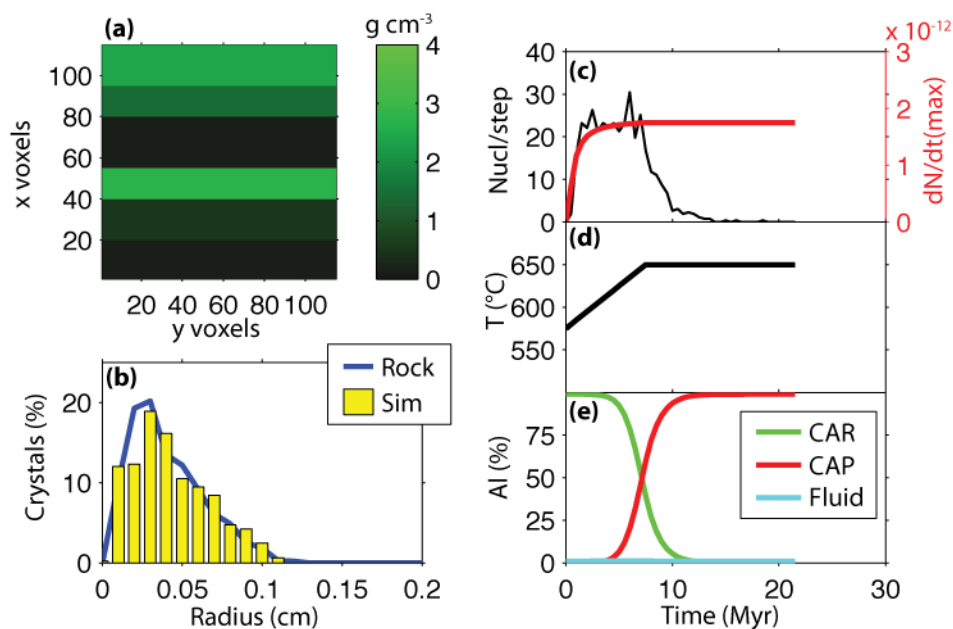 (a)
g cm⁻³
x voxels
100
80
60
40
20
20 40 60 80 100
y voxels
4
3
2
1
0
(b)
Rock
Sim
Crystals (%)
20
10
0
0 0.05 0.1 0.15 0.2
Radius (cm)
(c)
x 10⁻¹²
Nucl/step
40
30
20
10
0
3
2
1
0
dN/dt(max)
(d)
T (°C)
650
600
550
(e)
CAR
CAP
Fluid
Al (%)
75
50
25
0
0 10 20 30
Time (Myr)